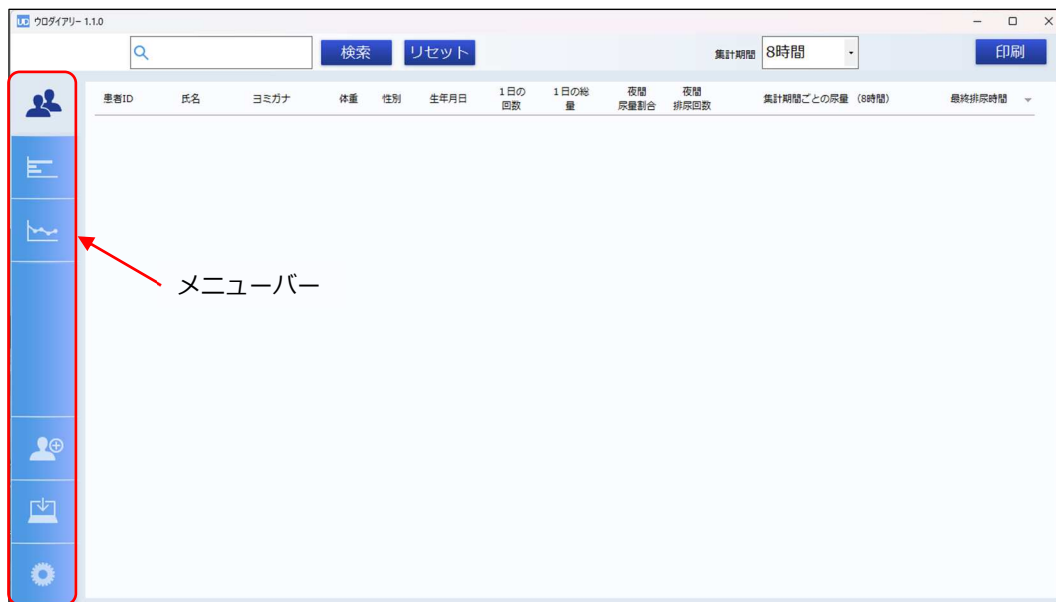 UD ウロダイアリー 1.1.0
検索 リセット 集計期間 8時間 印刷
患者ID 氏名 ヨミガナ 体重 性別 生年月日 1日の回数 1日の総量 夜間尿量割合 夜間排尿回数 集計期間ごとの尿量 (8時間) 最終排尿時間
メニューバー